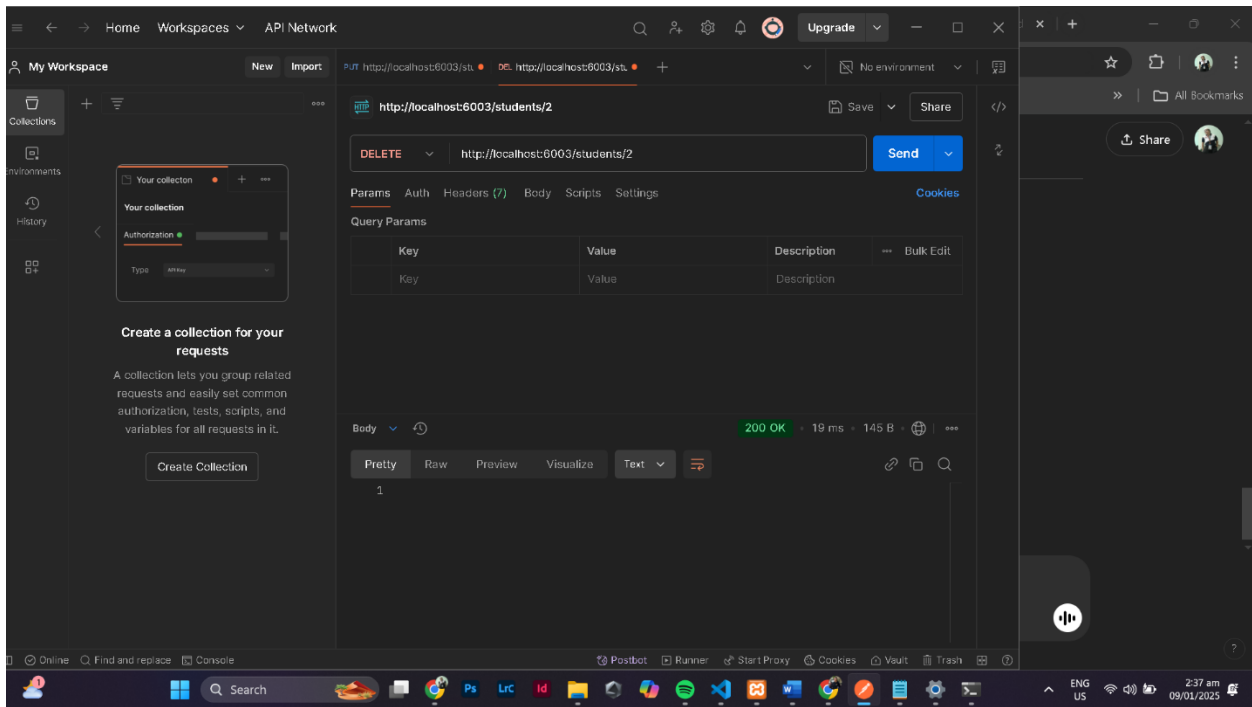 Home Workspaces API Network Upgrade
My Workspace New Import PUT http://localhost:6003/stu DEL http://localhost:6003/stu No environment
Collections
http://localhost:6003/students/2 Save Share
Environments
DELETE http://localhost:6003/students/2 Send
History
Params Auth Headers (7) Body Scripts Settings Cookies
Query Params
Key Value Description Bulk Edit
Key Value Description
Your collecton
Your collection
Authorization
Type API Key
Create a collection for your
requests
A collection lets you group related
requests and easily set common
authorization, tests, scripts, and
variables for all requests in it.
Create Collection
Body 200 OK 19 ms 145 B
Pretty Raw Preview Visualize Text
1
Online Find and replace Console Postbot Runner Start Proxy Cookies Vault Trash
All Bookmarks
Share
Search Ps LrC Id ENG
US 2:37 am
09/01/2025